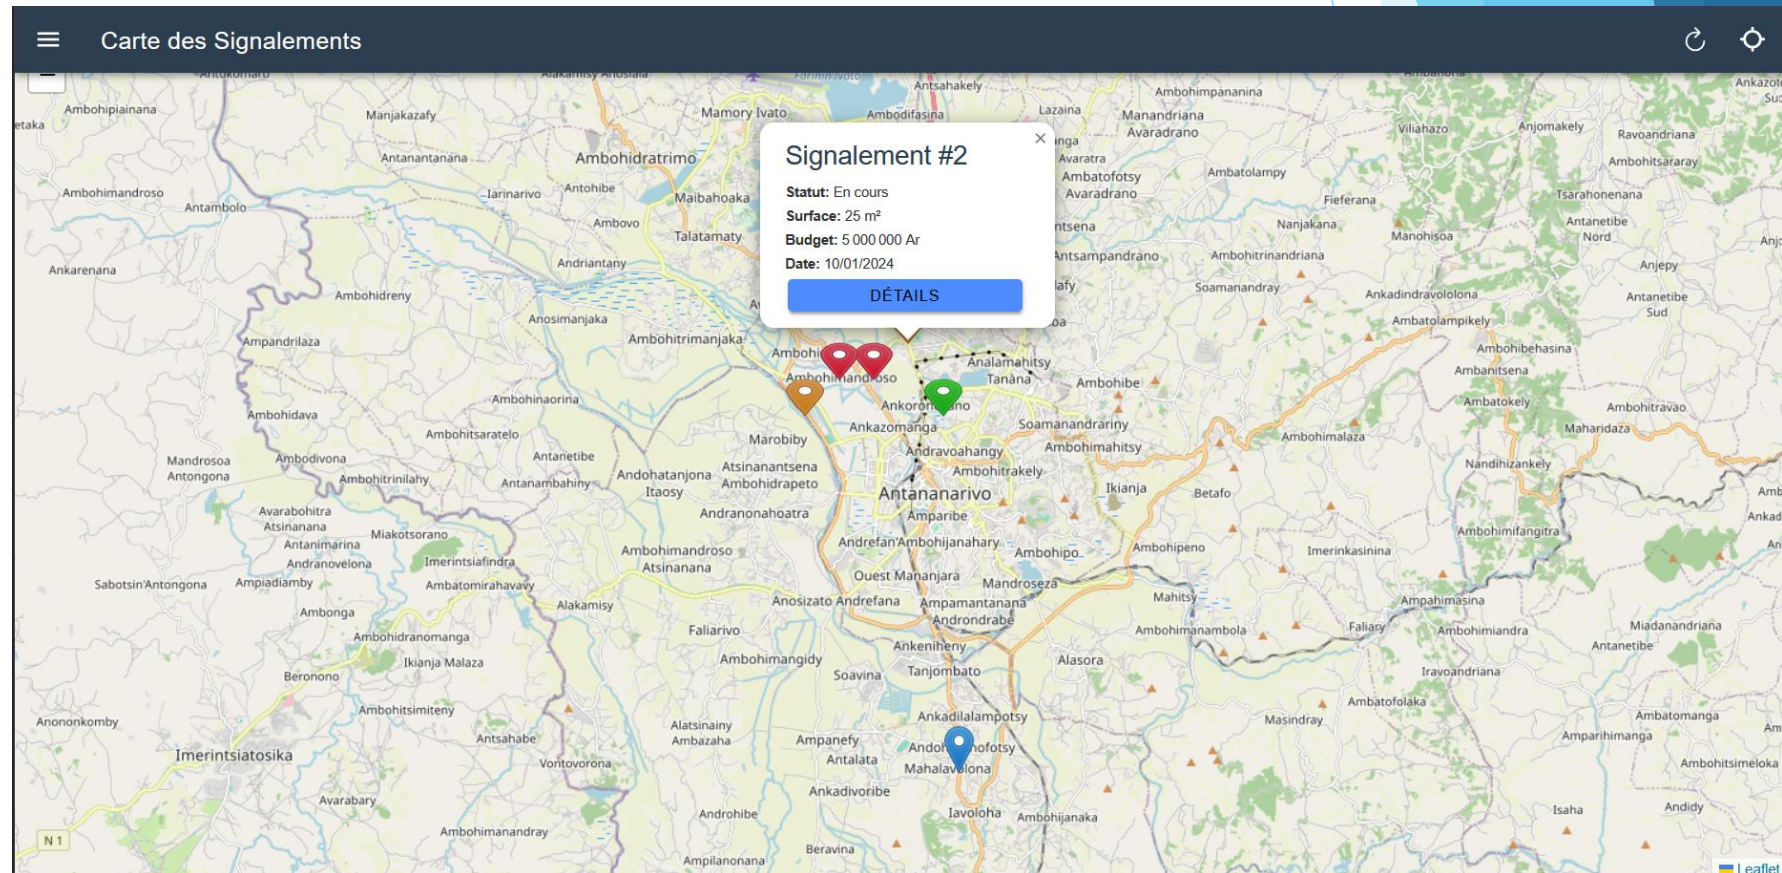 Carte des Signalements
Antsahakely
Ambohimpananina
Ambohipiainana
Manjakazafy
Mamory Ivato
Ambodifasina
Lazaina
Manandriana
Avaradrano
Viliahazo
Anjomakely
Ravoandriana
Signalement #2
×
Statut: En cours
Surface: 25 m²
Budget: 5 000 000 Ar
Date: 10/01/2024
DÉTAILS
Antanantanana
Ambohidratrimo
Avaratra
Ambatofotsy
Avaradrano
Ambatolampy
Ambohitsararay
Ambohimandroso
Antambolo
Iarinarivo
Antohibe
Maibahoaka
Fieferana
Tsarahonenana
Ambovo
Talatamaty
Nanjakana
Manohisoa
Antanetibe
Nord
Ankarenana
Andriantany
Antsampandrano
Ambohitrinandriana
Anjepy
Ambohidreny
Soamanandray
Ankadindravololona
Antanetibe
Sud
Anosimanjaka
Ambatolampikely
Ampandrilaza
Ambohitrimanjaka
Ambohibehasina
Analamahitsy
Tanàna
Ambohibe
Ambanitsena
Ambohinaorina
Ambatokely
Ambohitravao
Ambohidava
Ankazomanga
Soamanandrariny
Maharidaza
Ambohitsaratelo
Marobiby
Andravoahangy
Ambohimahitsy
Ambohimalaza
Mandrosoa
Antongona
Ambodivona
Antanetibe
Atsinanantsena
Ambohidrapeto
Ambohitrakely
Nandihizankely
Ambohitrinilahy
Antanambahiny
Andohatanjona
Itaosy
Antananarivo
Ikianja
Betafo
Avarabohitra
Atsinanana
Andranonahoatra
Amparibe
Miakotsorano
Ambohimifangitra
Antanimarina
Andranovelona
Imerintsiafindra
Ambohimandroso
Atsinanana
Andrefan'Ambohijanahary
Ambohipo
Ambohipeno
Imerinkasinina
Sabotsin'Antongona
Ampiadiamby
Ambatomirahavavy
Ouest Mananjara
Mandroseza
Ambonga
Alakamisy
Anosizato Andrefana
Ampamantanana
Androndrabe
Mahitsy
Ampahimasina
Ambohidranomanga
Faliarivo
Ambohimanambola
Faliary
Ambohimiandra
Miadanandriana
Ikianja Malaza
Ankeniheny
Antanetibe
Beronono
Ambohimangidy
Soavina
Tanjombato
Alasora
Iravoandriana
Ambohitsimiteny
Ankadilalampotsy
Ambatofolaka
Anononkomby
Antsahabe
Alatsinainy
Ambazaha
Masindray
Ambatomanga
Imerintsiatosika
Ampanefy
Antalata
Amparihimanga
Vontovorona
Ambohitsimeloka
Avarabary
Ankadivoribe
Androhibe
Iavoloha
Ambohijanaka
Isaha
Andidy
N 1
Ambohimanandray
Beravina
Ampilanonana
Leaflet